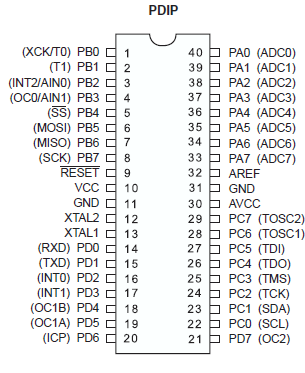 PDIP
(XCK/T0) PB0 1 40 PA0 (ADC0)
(T1) PB1 2 39 PA1 (ADC1)
(INT2/AIN0) PB2 3 38 PA2 (ADC2)
(OC0/AIN1) PB3 4 37 PA3 (ADC3)
(SS) PB4 5 36 PA4 (ADC4)
(MOSI) PB5 6 35 PA5 (ADC5)
(MISO) PB6 7 34 PA6 (ADC6)
(SCK) PB7 8 33 PA7 (ADC7)
RESET 9 32 AREF
VCC 10 31 GND
GND 11 30 AVCC
XTAL2 12 29 PC7 (TOSC2)
XTAL1 13 28 PC6 (TOSC1)
(RXD) PD0 14 27 PC5 (TDI)
(TXD) PD1 15 26 PC4 (TDO)
(INT0) PD2 16 25 PC3 (TMS)
(INT1) PD3 17 24 PC2 (TCK)
(OC1B) PD4 18 23 PC1 (SDA)
(OC1A) PD5 19 22 PC0 (SCL)
(ICP) PD6 20 21 PD7 (OC2)